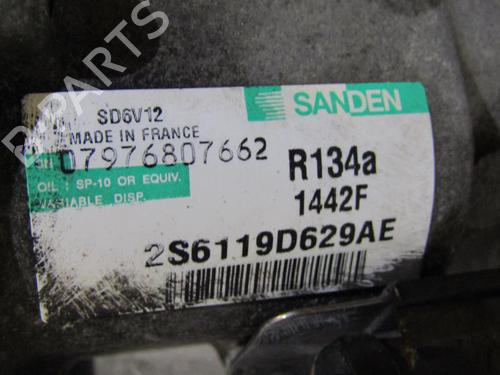 SD6V12
SANDEN
MADE IN FRANCE
07976807662
R134a
OIL : SP-10 OR EQUIV.
VARIABLE DISP.
1442F
2S6119D629AE